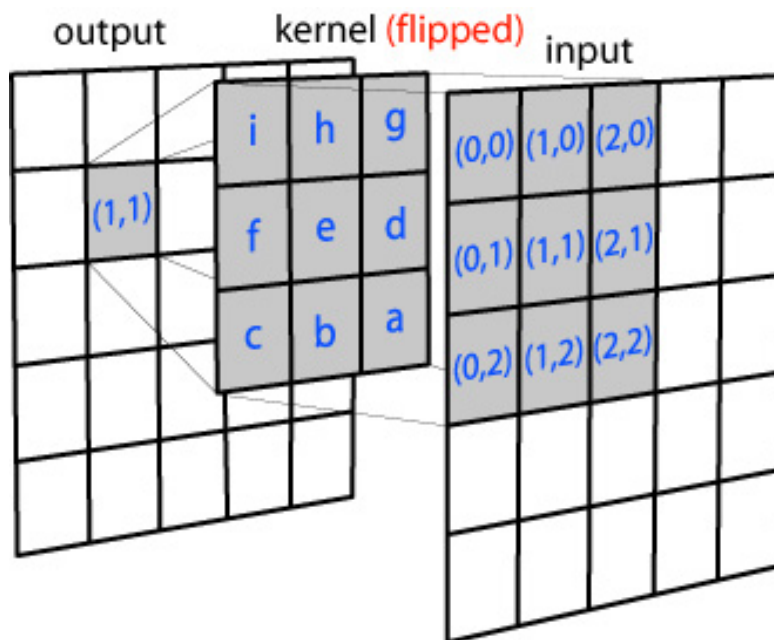 output
kernel (flipped)
input
(1,1)
i h g
f e d
c b a
(0,0) (1,0) (2,0)
(0,1) (1,1) (2,1)
(0,2) (1,2) (2,2)